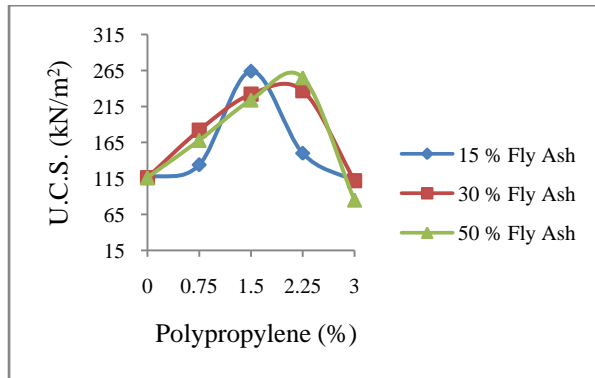 U.C.S. (kN/m²)
315
265
215
165
115
65
15
0 0.75 1.5 2.25 3
Polypropylene (%)
15 % Fly Ash
30 % Fly Ash
50 % Fly Ash